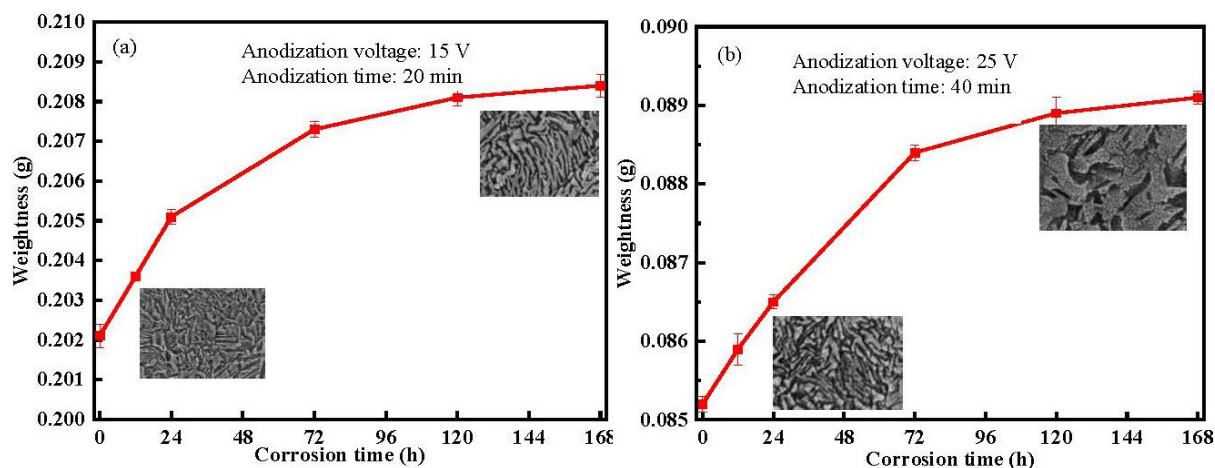 (a)
Anodization voltage: 15 V
Anodization time: 20 min
Weightness (g)
0.210
0.209
0.208
0.207
0.206
0.205
0.204
0.203
0.202
0.201
0.200
0 24 48 72 96 120 144 168
Corrosion time (h)
(b)
Anodization voltage: 25 V
Anodization time: 40 min
Weightness (g)
0.090
0.089
0.088
0.087
0.086
0.085
0 24 48 72 96 120 144 168
Corrosion time (h)